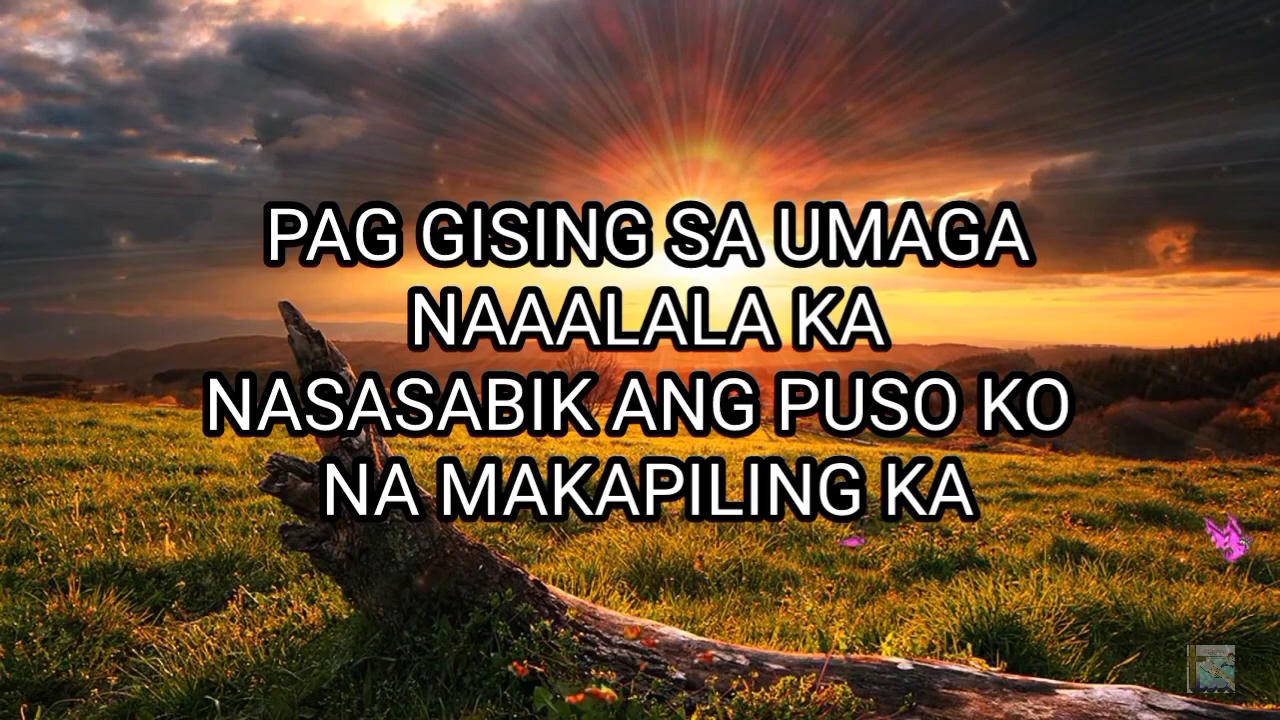 PAG GISING SA UMAGA
NAAALALA KA
NASASABIK ANG PUSO KO
NA MAKAPILING KA